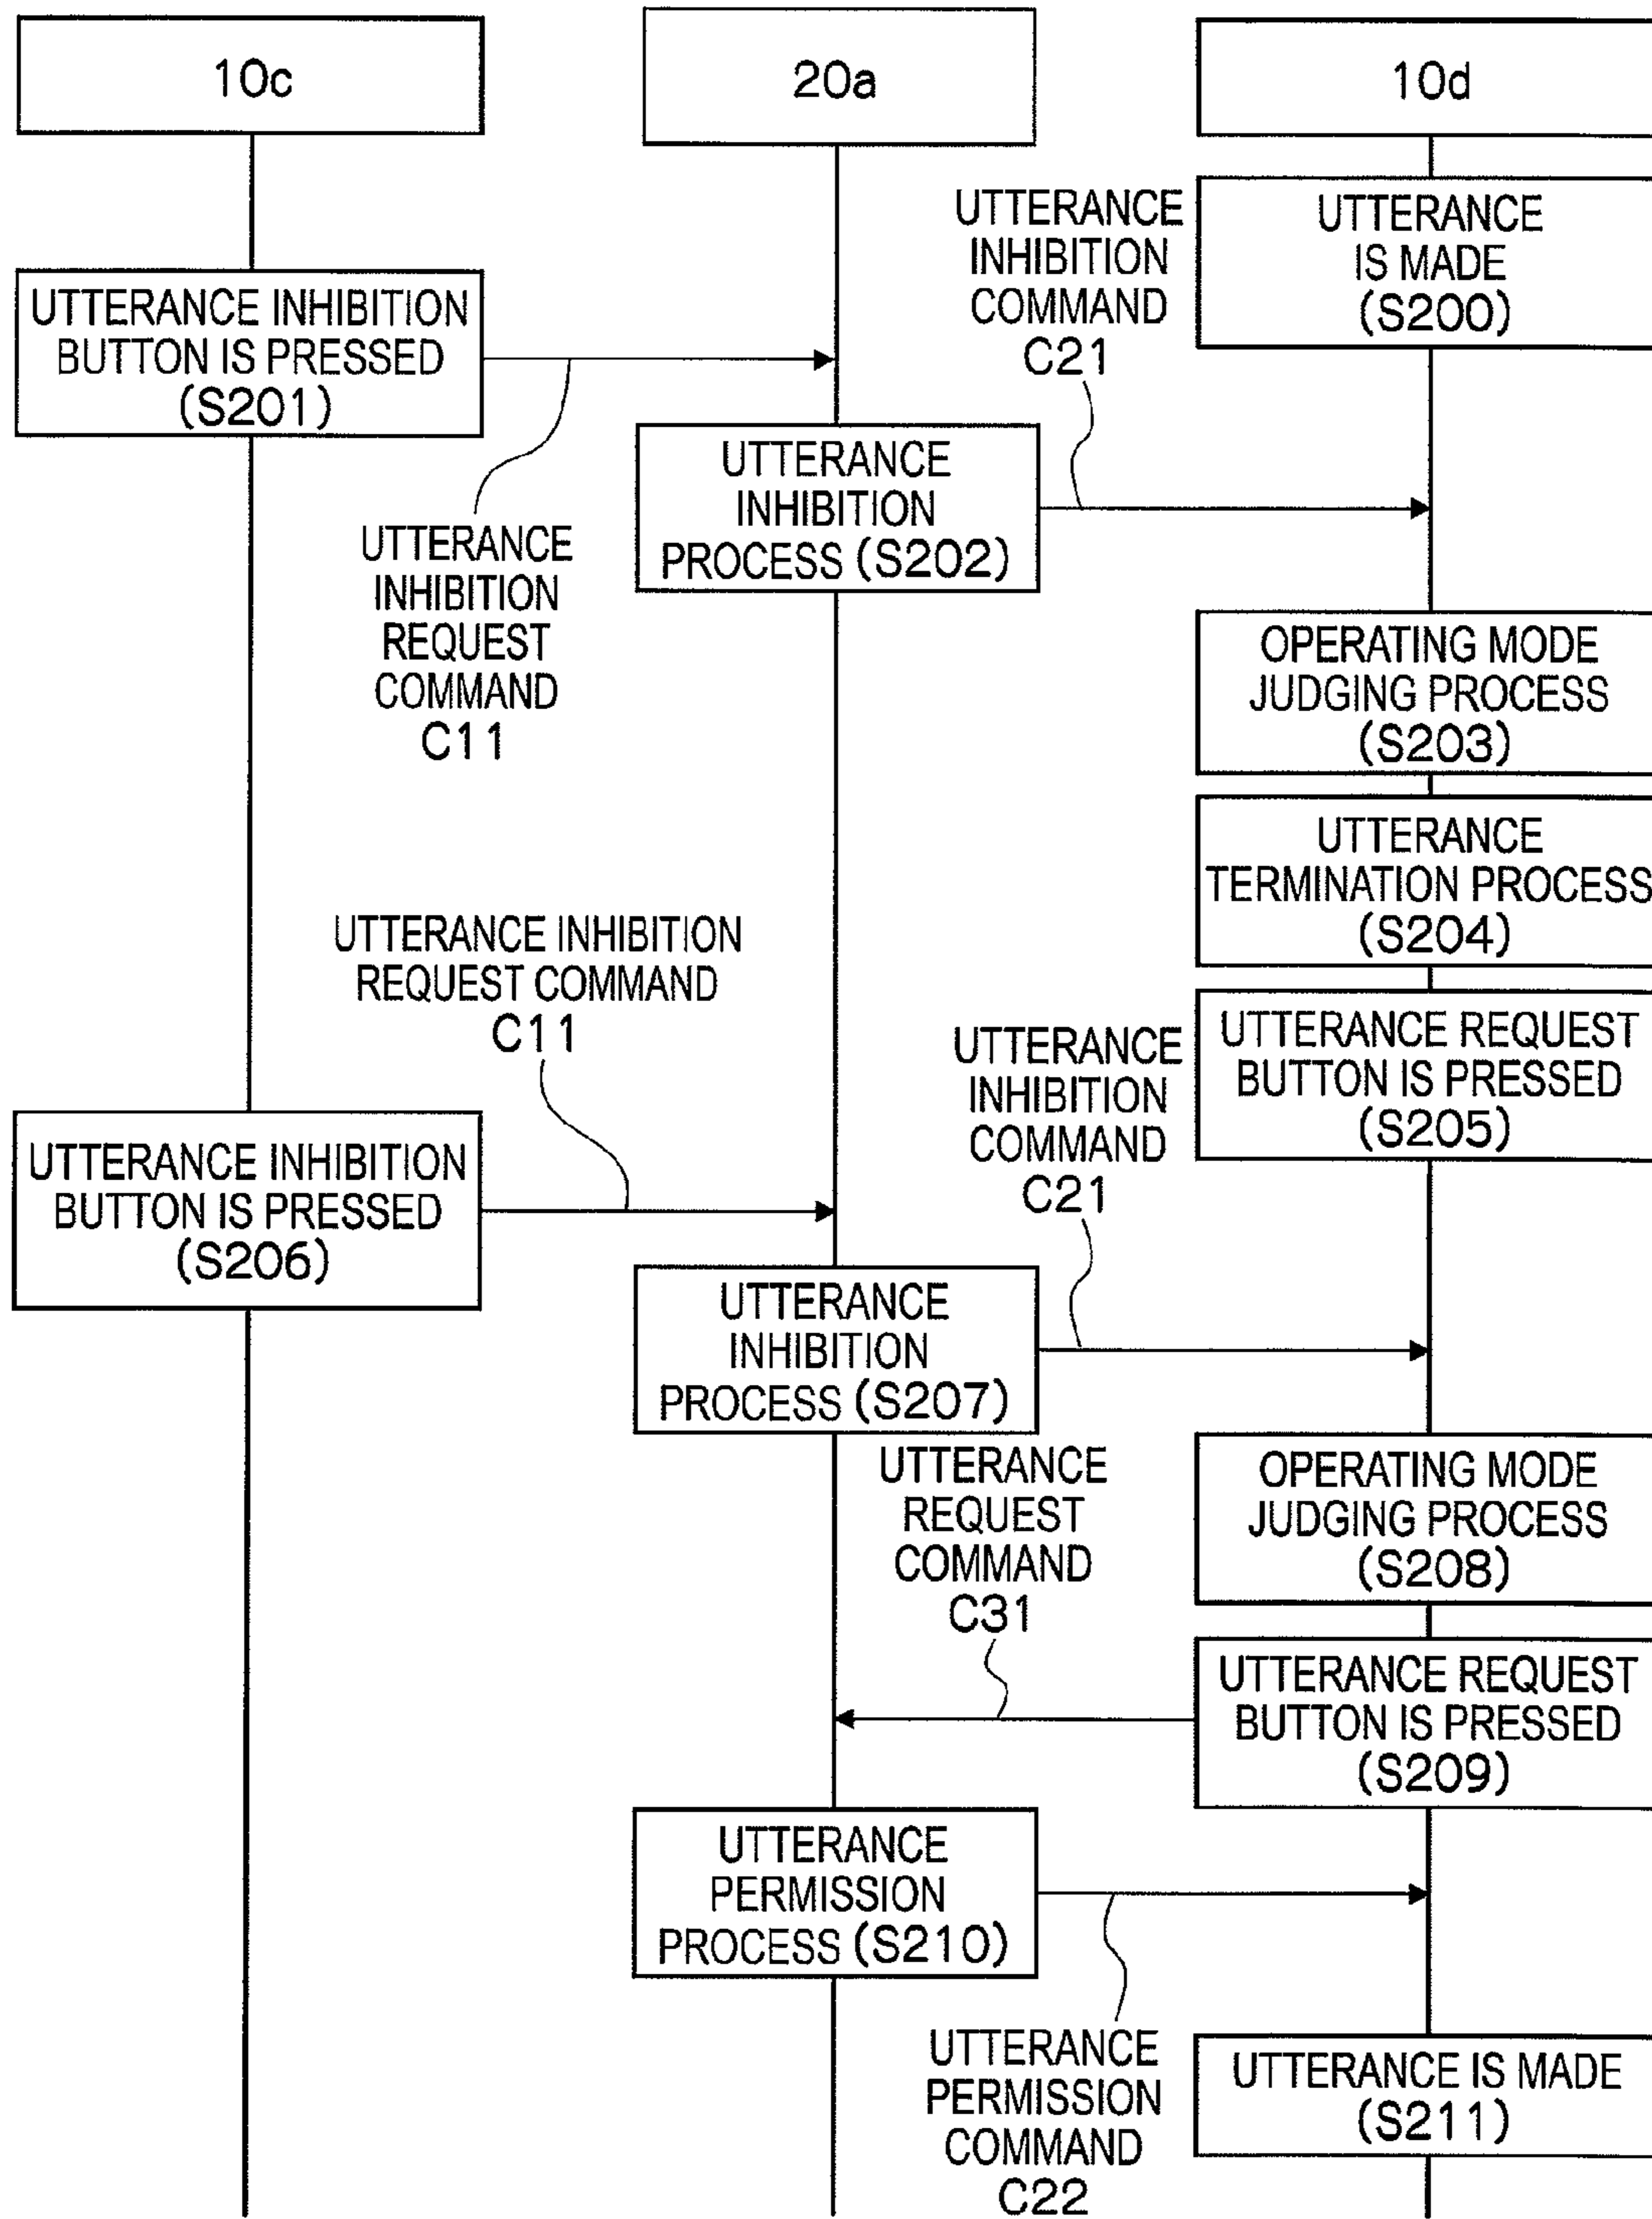 10c
20a
10d
UTTERANCE
IS MADE
(S200)
UTTERANCE
INHIBITION
COMMAND
C21
UTTERANCE INHIBITION
BUTTON IS PRESSED
(S201)
UTTERANCE
INHIBITION
PROCESS (S202)
UTTERANCE
INHIBITION
REQUEST
COMMAND
C11
OPERATING MODE
JUDGING PROCESS
(S203)
UTTERANCE
TERMINATION PROCESS
(S204)
UTTERANCE INHIBITION
REQUEST COMMAND
C11
UTTERANCE REQUEST
BUTTON IS PRESSED
(S205)
UTTERANCE
INHIBITION
COMMAND
C21
UTTERANCE INHIBITION
BUTTON IS PRESSED
(S206)
UTTERANCE
INHIBITION
PROCESS (S207)
OPERATING MODE
JUDGING PROCESS
(S208)
UTTERANCE
REQUEST
COMMAND
C31
UTTERANCE REQUEST
BUTTON IS PRESSED
(S209)
UTTERANCE
PERMISSION
PROCESS (S210)
UTTERANCE
PERMISSION
COMMAND
C22
UTTERANCE IS MADE
(S211)